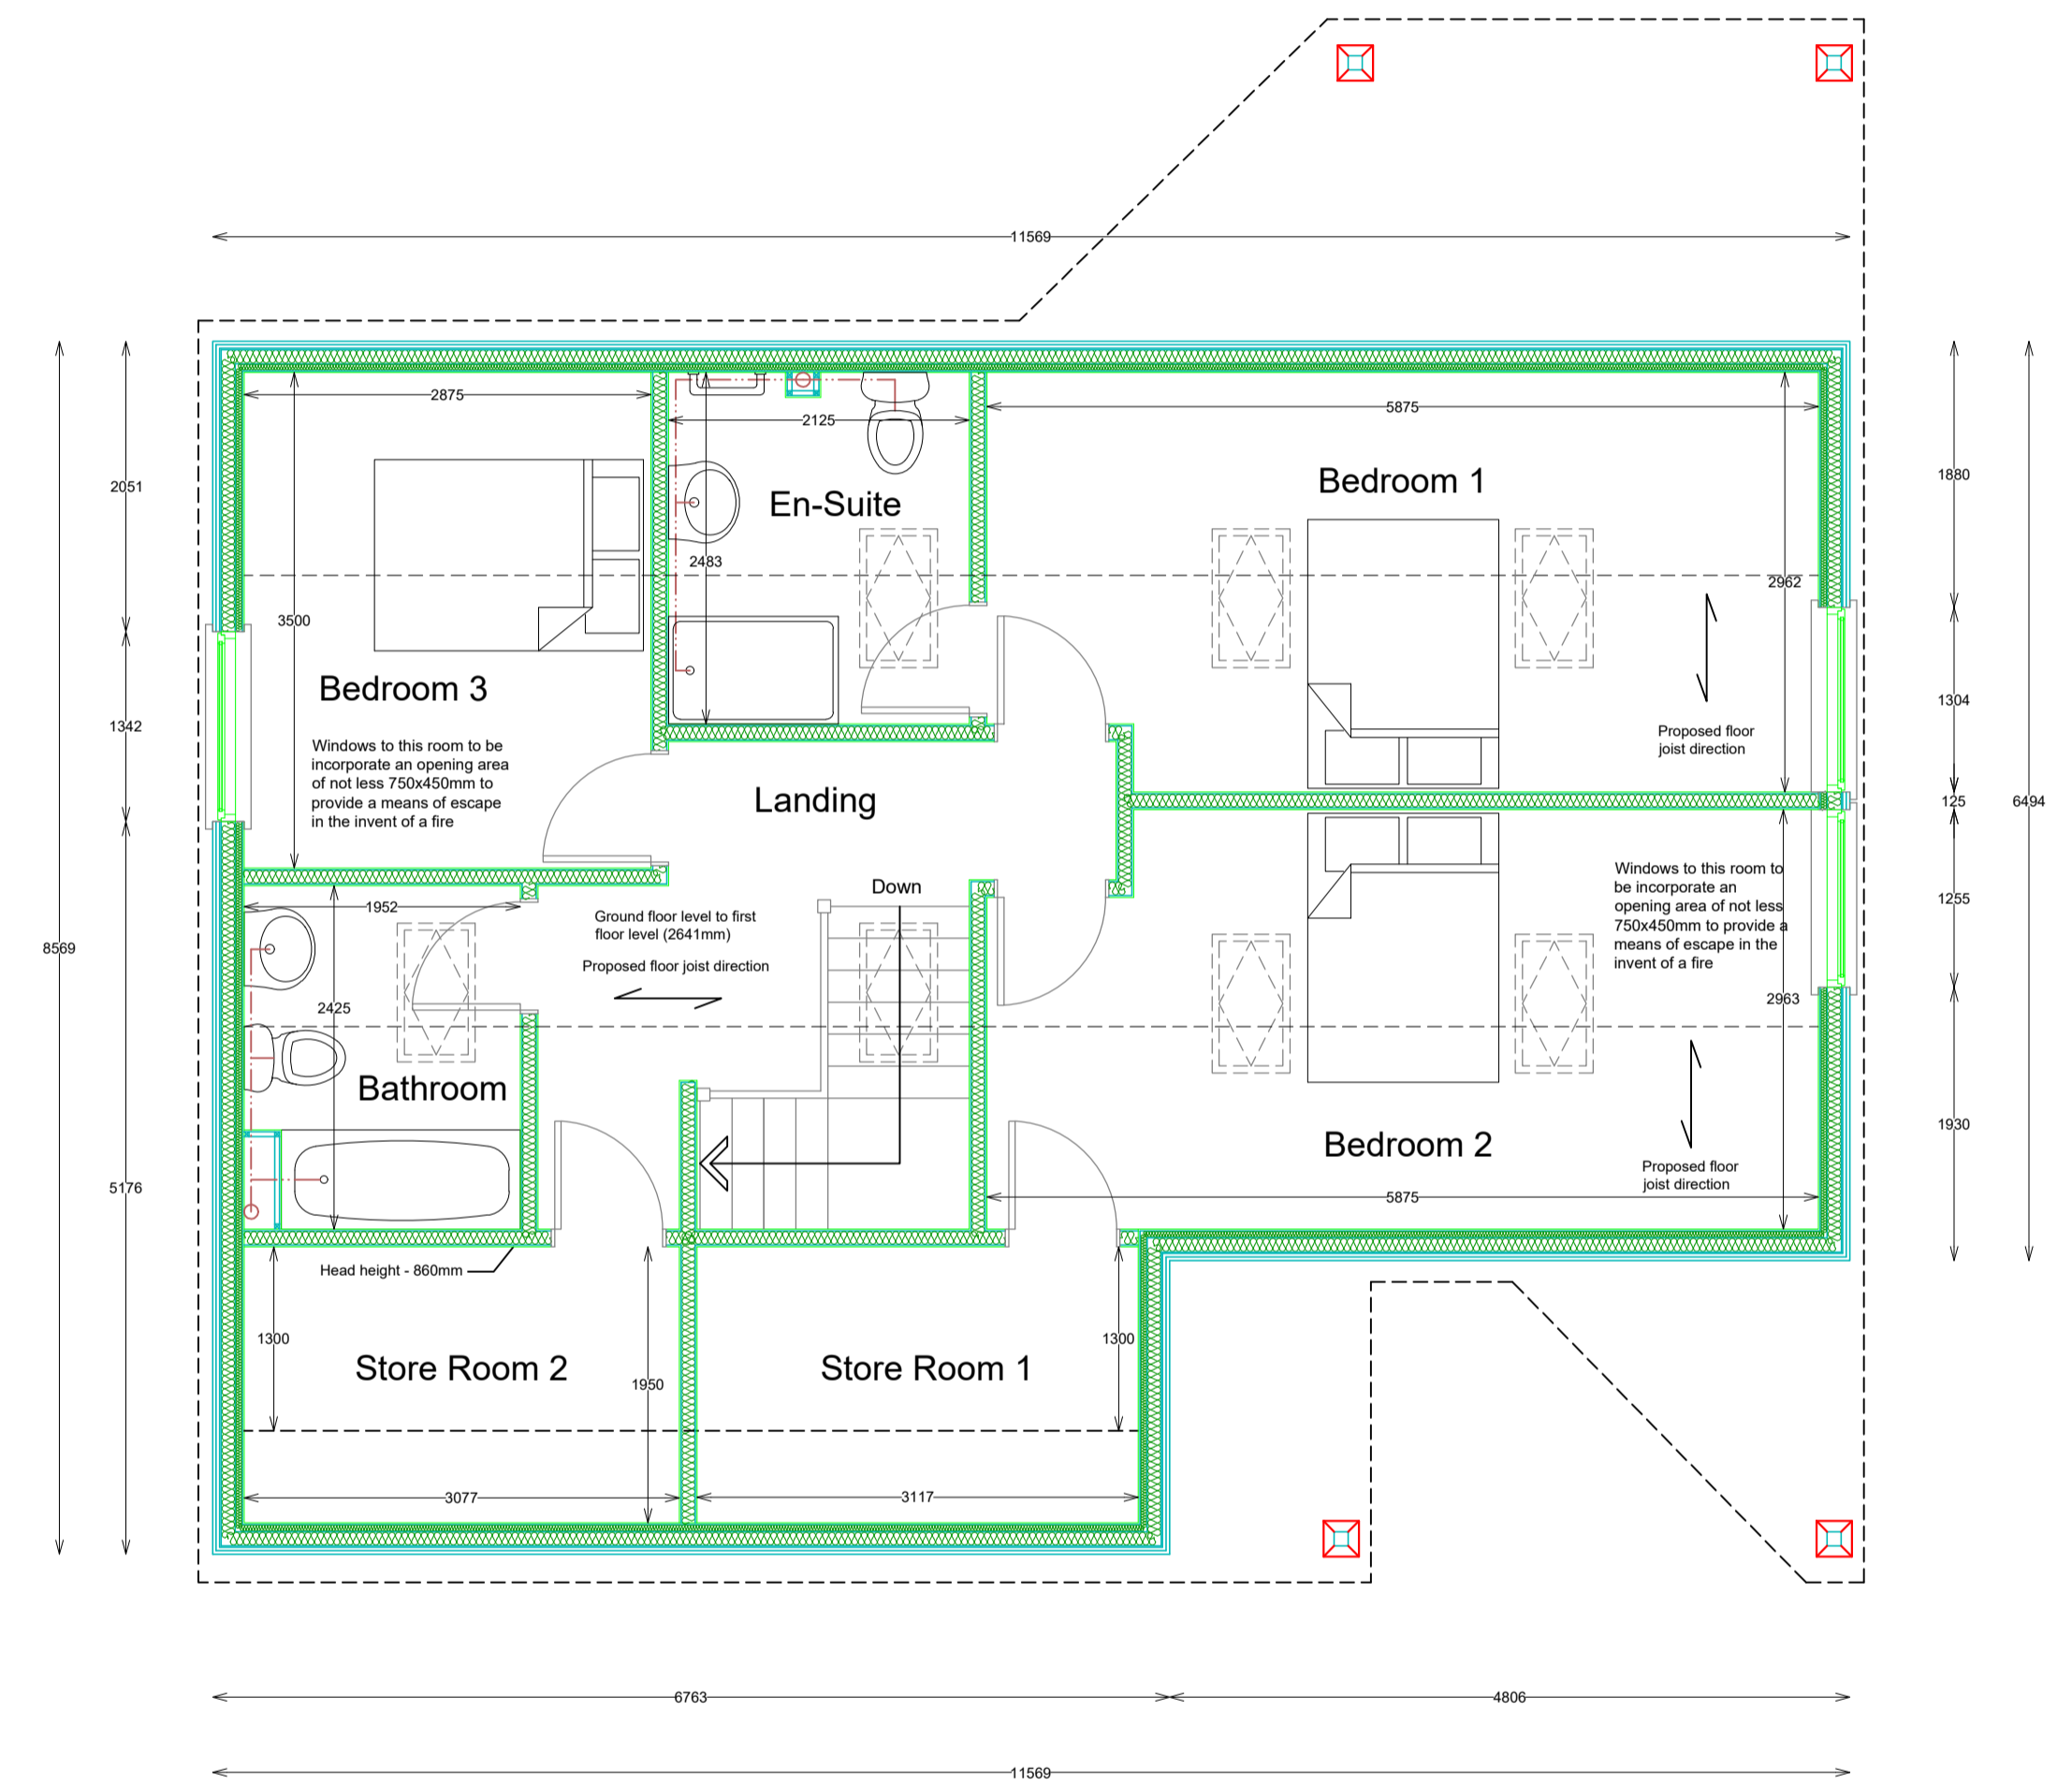 11569
2875
2125
5875
Bedroom 1
En-Suite
2051
1880
2483
2962
3500
Bedroom 3
1342
1304
Proposed floor
joist direction
Windows to this room to be
incorporate an opening area
of not less 750x450mm to
provide a means of escape
in the invent of a fire
Landing
125
6494
Down
1952
Ground floor level to first
floor level (2641mm)
Proposed floor joist direction
Windows to this room to
be incorporate an
opening area of not less
750x450mm to provide a
means of escape in the
invent of a fire
1255
8569
2425
2963
Bathroom
1930
Bedroom 2
Proposed floor
joist direction
5176
5875
Head height - 860mm
1300
1300
Store Room 2
Store Room 1
1950
3077
3117
6763
4806
11569